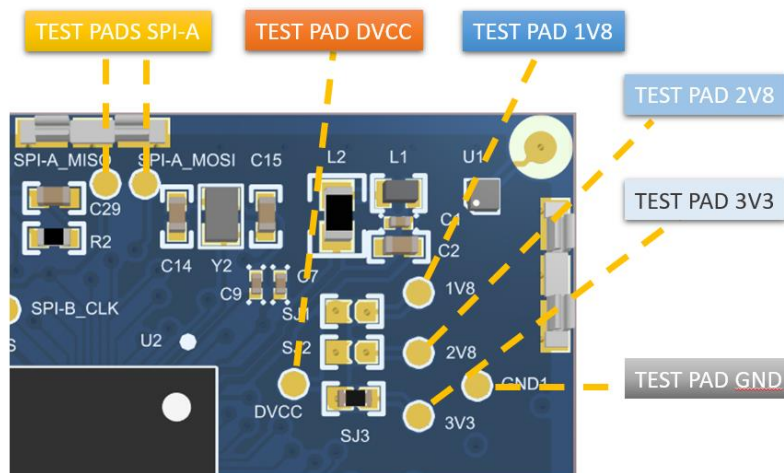 TEST PADS SPI-A
TEST PAD DVCC
TEST PAD 1V8
TEST PAD 2V8
TEST PAD 3V3
TEST PAD GND
SPI-A_MISO
SPI-A_MOSI
C15
L2
L1
U1
C29
R2
C14
Y2
C1
C2
C9
C7
1V8
SPI-B_CLK
SJ1
U2
SJ2
2V8
GND1
DVCC
SJ3
3V3